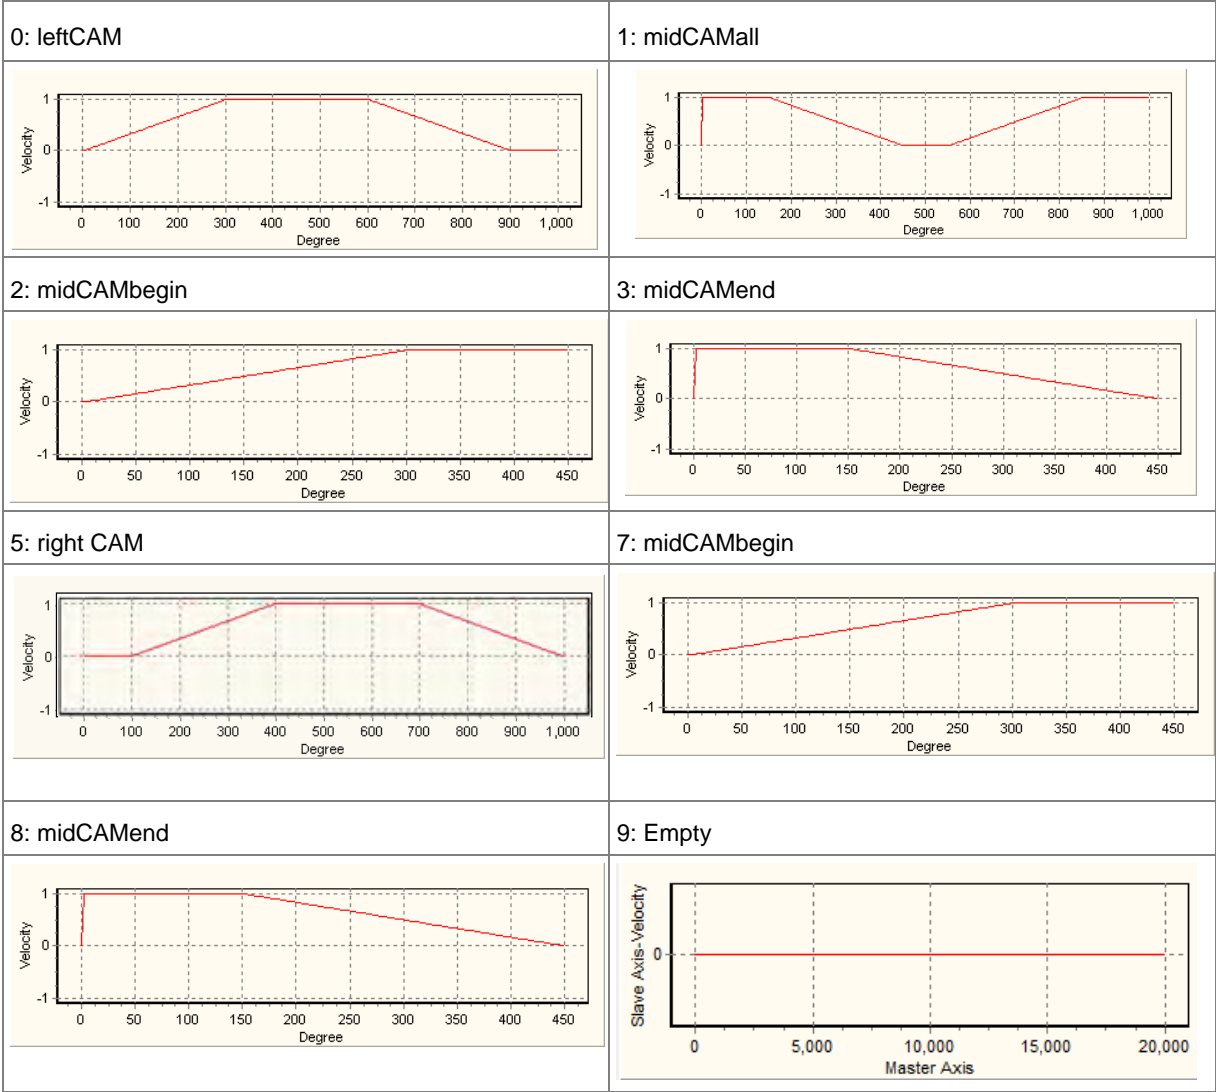 0: leftCAM
1: midCAMall
1
0
-1
Velocity
0 100 200 300 400 500 600 700 800 900 1,000
Degree
1
0
-1
Velocity
0 100 200 300 400 500 600 700 800 900 1,000
Degree
2: midCAMbegin
3: midCAMend
1
0
-1
Velocity
0 50 100 150 200 250 300 350 400 450
Degree
1
0
-1
Velocity
0 50 100 150 200 250 300 350 400 450
Degree
5: right CAM
7: midCAMbegin
1
0
-1
Velocity
0 100 200 300 400 500 600 700 800 900 1,000
Degree
1
0
-1
Velocity
0 50 100 150 200 250 300 350 400 450
Degree
8: midCAMend
9: Empty
1
0
-1
Velocity
0 50 100 150 200 250 300 350 400 450
Degree
Slave Axis-Velocity
0
0 5,000 10,000 15,000 20,000
Master Axis